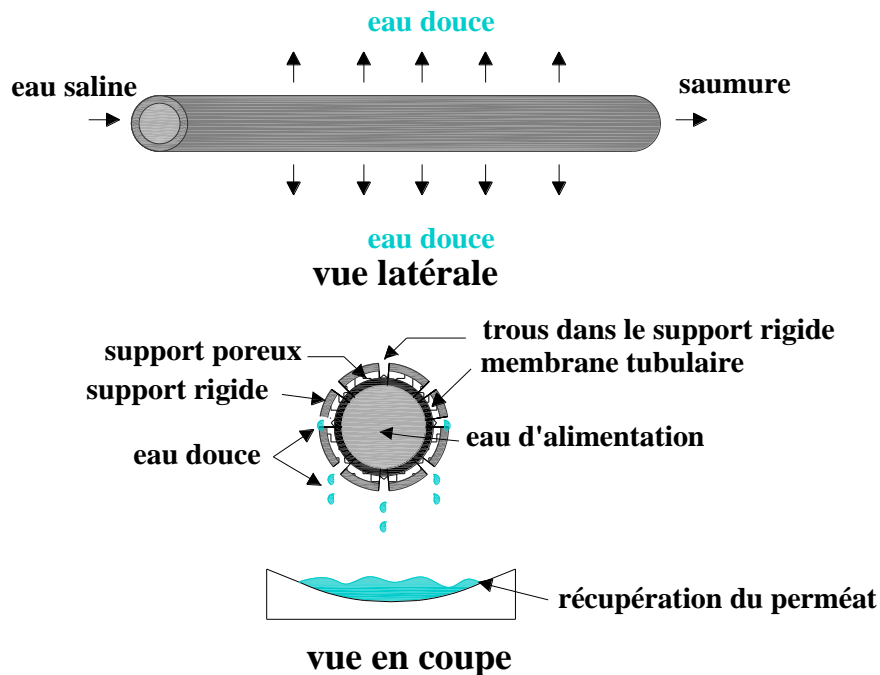 eau douce
eau saline
saumure
eau douce
vue latérale
trous dans le support rigide
support poreux
membrane tubulaire
support rigide
eau d'alimentation
eau douce
récupération du perméat
vue en coupe